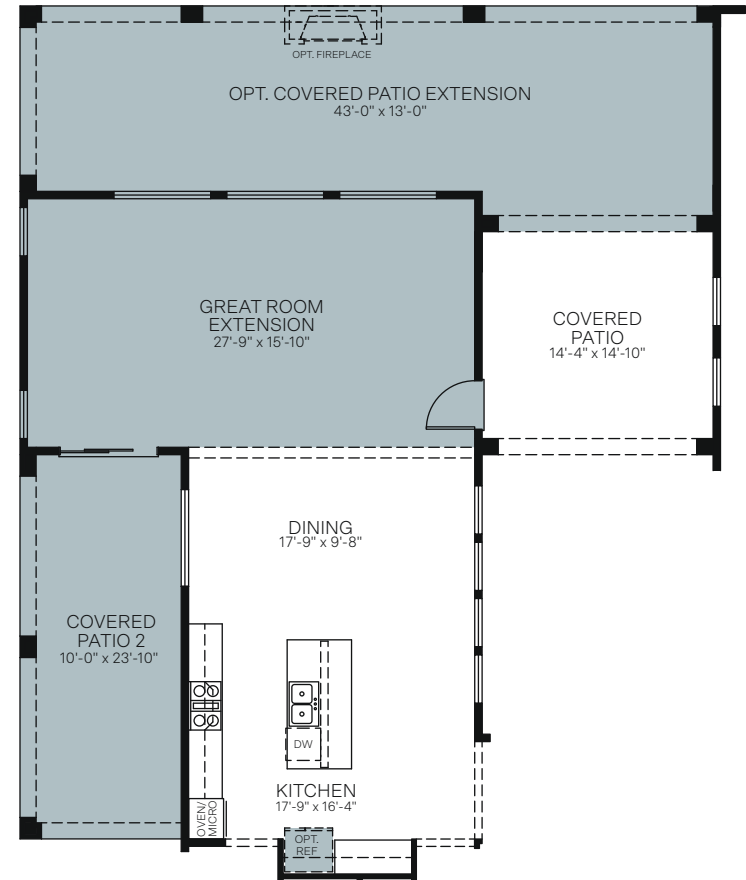 OPT. FIREPLACE
OPT. COVERED PATIO EXTENSION
43'-0" x 13'-0"
GREAT ROOM
EXTENSION
27'-9" x 15'-10"
COVERED
PATIO
14'-4" x 14'-10"
DINING
17'-9" x 9'-8"
COVERED
PATIO 2
10'-0" x 23'-10"
DW
KITCHEN
17'-9" x 16'-4"
OVEN/
MICRO
OPT.
REF